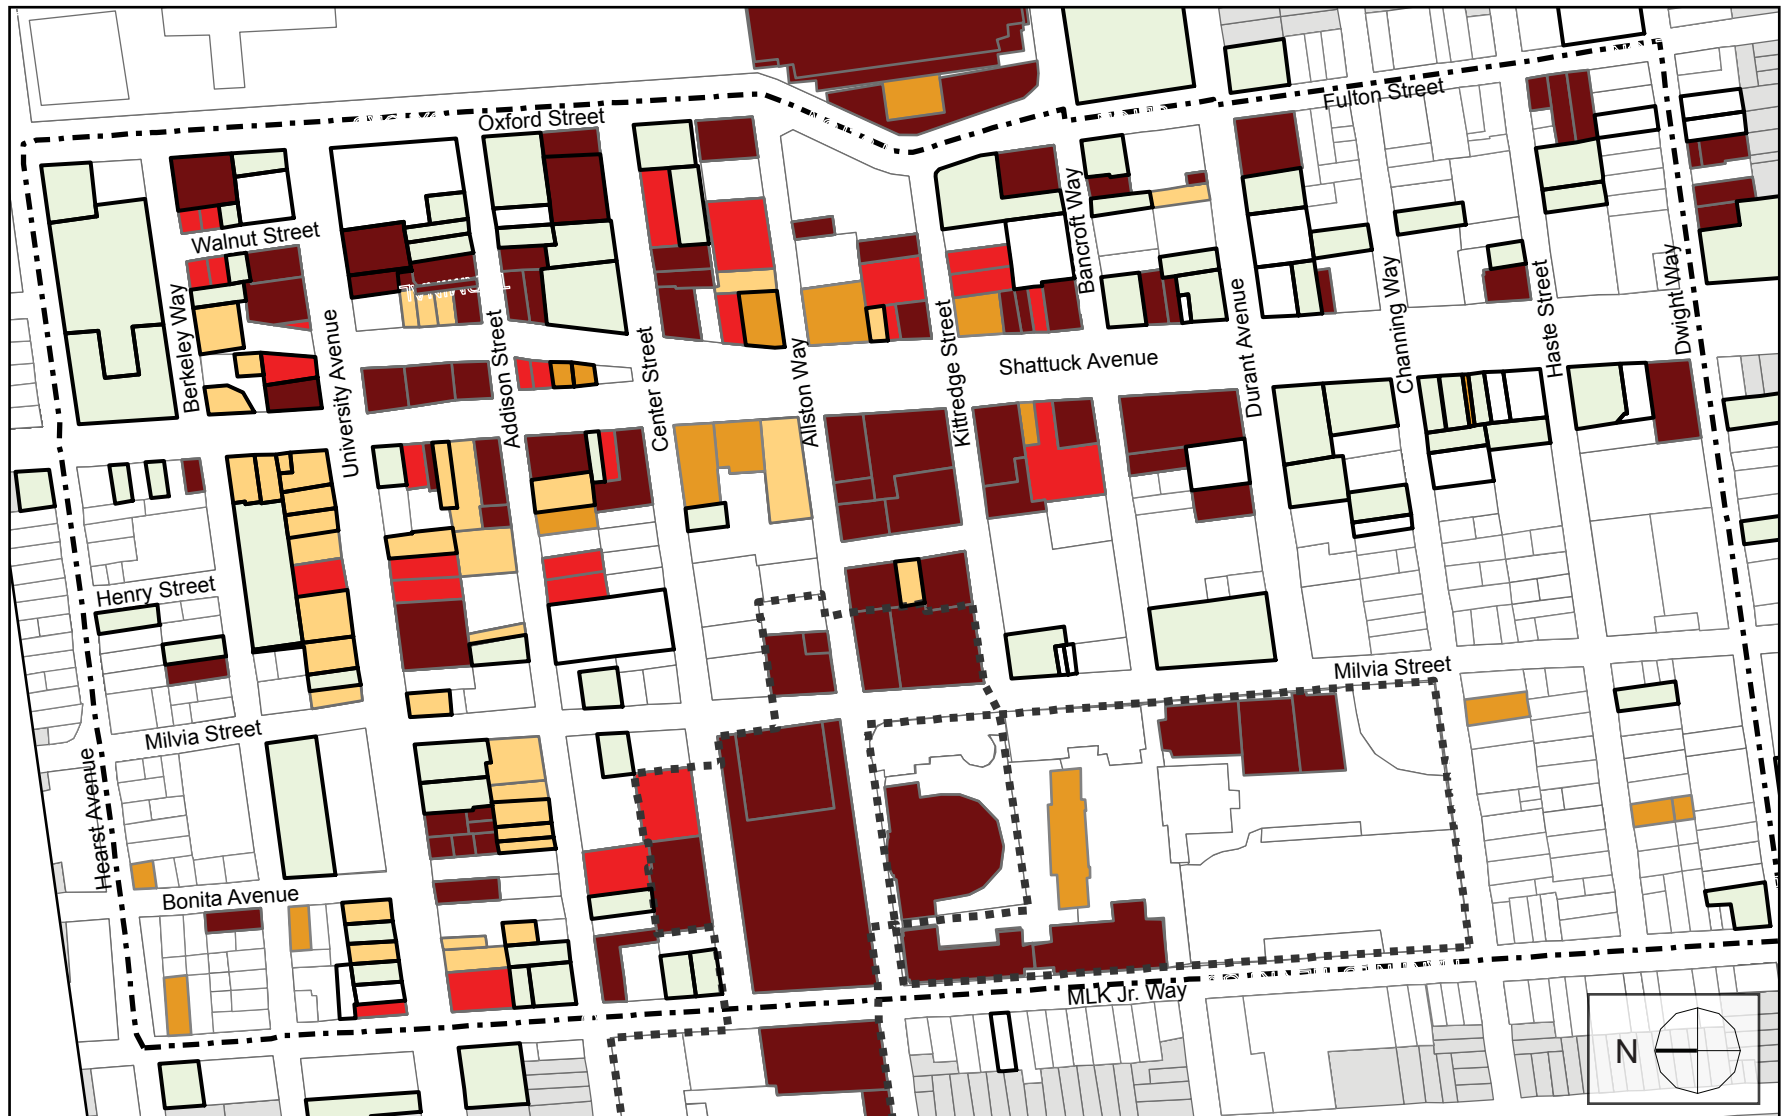 Oxford Street
Fulton Street
Walnut Street
Berkeley Way
University Avenue
Addison Street
Center Street
Allston Way
Kittredge Street
Bancroft Way
Shattuck Avenue
Durant Avenue
Channing Way
Haste Street
Dwight Way
Henry Street
Milvia Street
Milvia Street
Hearst Avenue
Bonita Avenue
MLK Jr. Way
N